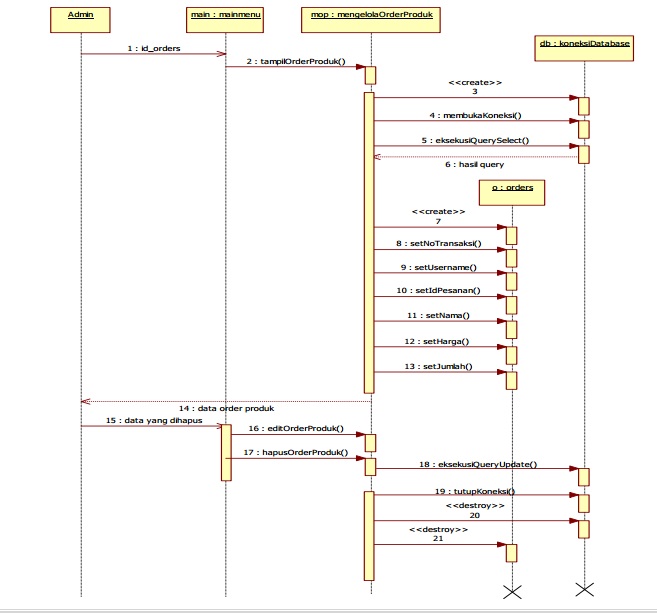 Admin
main : mainmenu
mop : mengelolaOrderProduk
db : koneksiDatabase
1 : id_orders
2 : tampilOrderProduk()
<<create>>
3
4 : membukaKoneksi()
5 : eksekusiQuerySelect()
6 : hasil query
o : orders
<<create>>
7
8 : setNoTransaksi()
9 : setUsername()
10 : setIdPesanan()
11 : setNama()
12 : setHarga()
13 : setJumlah()
14 : data order produk
15 : data yang dihapus
16 : editOrderProduk()
17 : hapusOrderProduk()
18 : eksekusiQueryUpdate()
19 : tutupKoneksi()
<<destroy>>
20
<<destroy>>
21